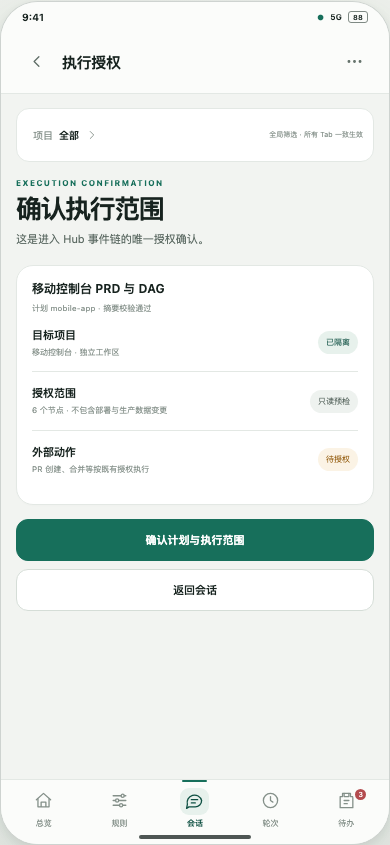 9:41
5G
88
执行授权
项目 全部
全局筛选 · 所有 Tab 一致生效
EXECUTION CONFIRMATION
确认执行范围
这是进入 Hub 事件链的唯一授权确认。
移动控制台 PRD 与 DAG
计划 mobile-app · 摘要校验通过
目标项目
移动控制台 · 独立工作区
已隔离
授权范围
6 个节点 · 不包含部署与生产数据变更
只读预检
外部动作
PR 创建、合并等按既有授权执行
待授权
确认计划与执行范围
返回会话
总览
规则
会话
轮次
3
待办